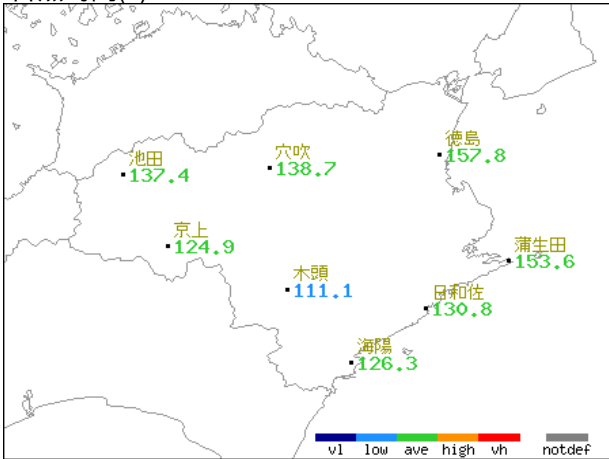 徳島
157.8
穴吹
138.7
池田
137.4
京上
124.9
蒲生田
153.6
木頭
111.1
日和佐
130.8
海陽
126.3
vl low ave high vh notdef